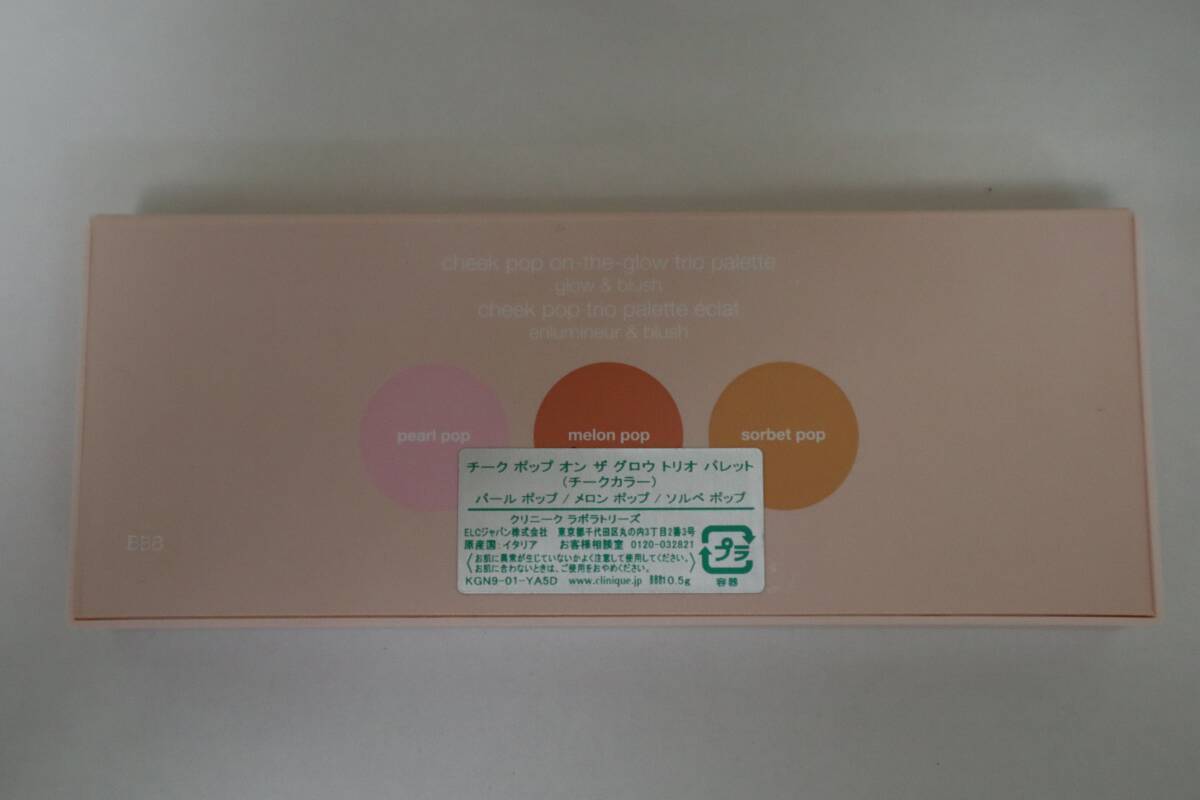 cheek pop on-the-glow trio palette
glow & blush
cheek pop trio palette éclat
enlumineur & blush
pearl pop
melon pop
sorbet pop
チーク ポップ オン ザ グロウ トリオ パレット
(チークカラー)
パール ポップ / メロン ポップ / ソルベ ポップ
クリニーク ラボラトリーズ
ELCジャパン株式会社 東京都千代田区丸の内3丁目2番3号
原産国:イタリア お客様相談室 0120-032821
〈お肌に異常が生じていないかよく注意して使用してください。
お肌に合わないときは、ご使用をおやめください。〉
KGN9-01-YA5D www.clinique.jp 10.5g
プラ
容器
BBB